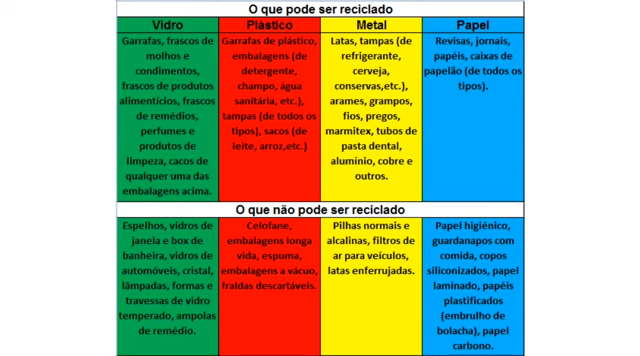 O que pode ser reciclado
Vidro
Plástico
Metal
Papel
Garrafas, frascos de
molhos e
condimentos,
frascos de produtos
alimentícios, frascos
de remédios,
perfumes e
produtos de
limpeza, cacos de
qualquer uma das
embalagens acima.
Garrafas de plástico,
embalagens (de
detergente,
champo, água
sanitária, etc.),
tampas (de todos os
tipos), sacos (de
leite, arroz,etc.)
Latas, tampas (de
refrigerante,
cerveja,
conservas,etc.),
arames, grampos,
fios, pregos,
marmitex, tubos de
pasta dental,
alumínio, cobre e
outros.
Revisas, jornais,
papéis, caixas de
papelão (de todos os
tipos).
O que não pode ser reciclado
Espelhos, vidros de
janela e box de
banheira, vidros de
automóveis, cristal,
lâmpadas, formas e
travessas de vidro
temperado, ampolas
de remédio.
Celofane,
embalagens longa
vida, espuma,
embalagens a vácuo,
fraldas descartáveis.
Pilhas normais e
alcalinas, filtros de
ar para veículos,
latas enferrujadas.
Papel higiénico,
guardanapos com
comida, copos
siliconizados, papel
laminado, papéis
plastificados
(embrulho de
bolacha), papel
carbono.